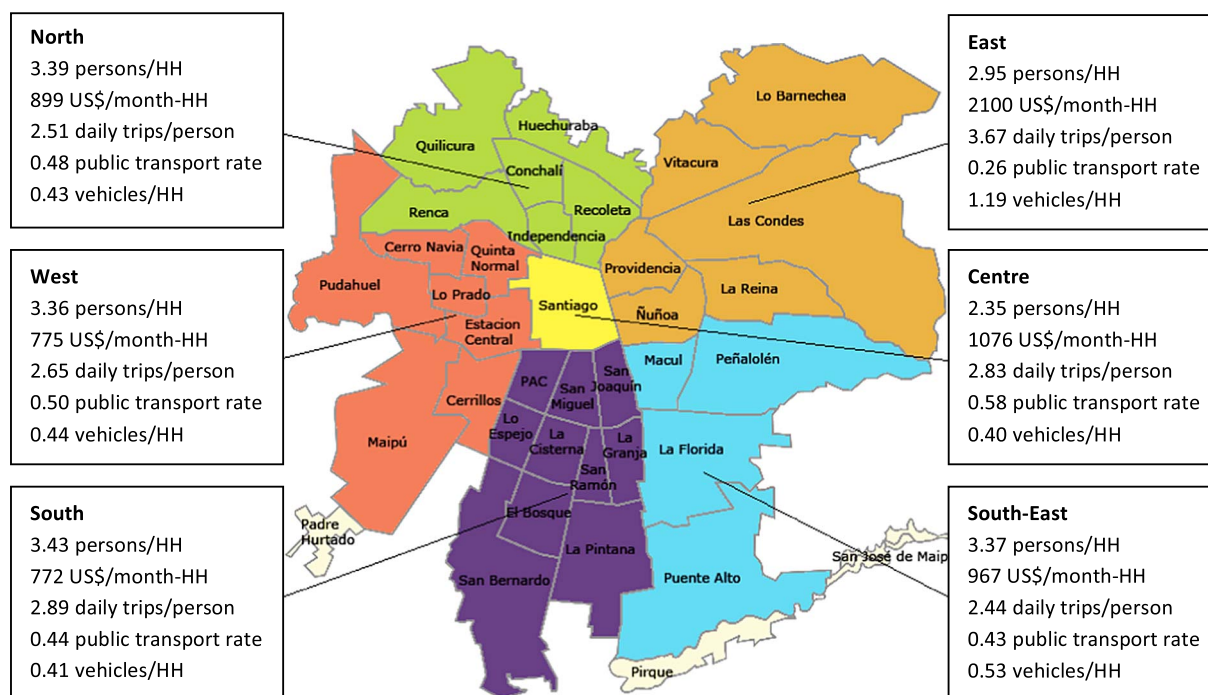 North
3.39 persons/HH
899 US$/month-HH
2.51 daily trips/person
0.48 public transport rate
0.43 vehicles/HH
West
3.36 persons/HH
775 US$/month-HH
2.65 daily trips/person
0.50 public transport rate
0.44 vehicles/HH
South
3.43 persons/HH
772 US$/month-HH
2.89 daily trips/person
0.44 public transport rate
0.41 vehicles/HH
Lo Barnechea
Huechuraba
Quilicura
Vitacura
Conchalí
Renca
Recoleta
Las Condes
Independencia
Cerro Navia
Quinta
Normal
Providencia
Pudahuel
Lo Prado
La Reina
Santiago
Ñuñoa
Estacion
Central
Macul
Peñalolén
San
Joaquín
PAC
San
Miguel
Cerrillos
Lo
Espejo
La
Cisterna
La
Granja
Maipú
La Florida
San
Ramón
El Bosque
Padre
Hurtado
La Pintana
San José de Maip
San Bernardo
Puente Alto
Pirque
East
2.95 persons/HH
2100 US$/month-HH
3.67 daily trips/person
0.26 public transport rate
1.19 vehicles/HH
Centre
2.35 persons/HH
1076 US$/month-HH
2.83 daily trips/person
0.58 public transport rate
0.40 vehicles/HH
South-East
3.37 persons/HH
967 US$/month-HH
2.44 daily trips/person
0.43 public transport rate
0.53 vehicles/HH